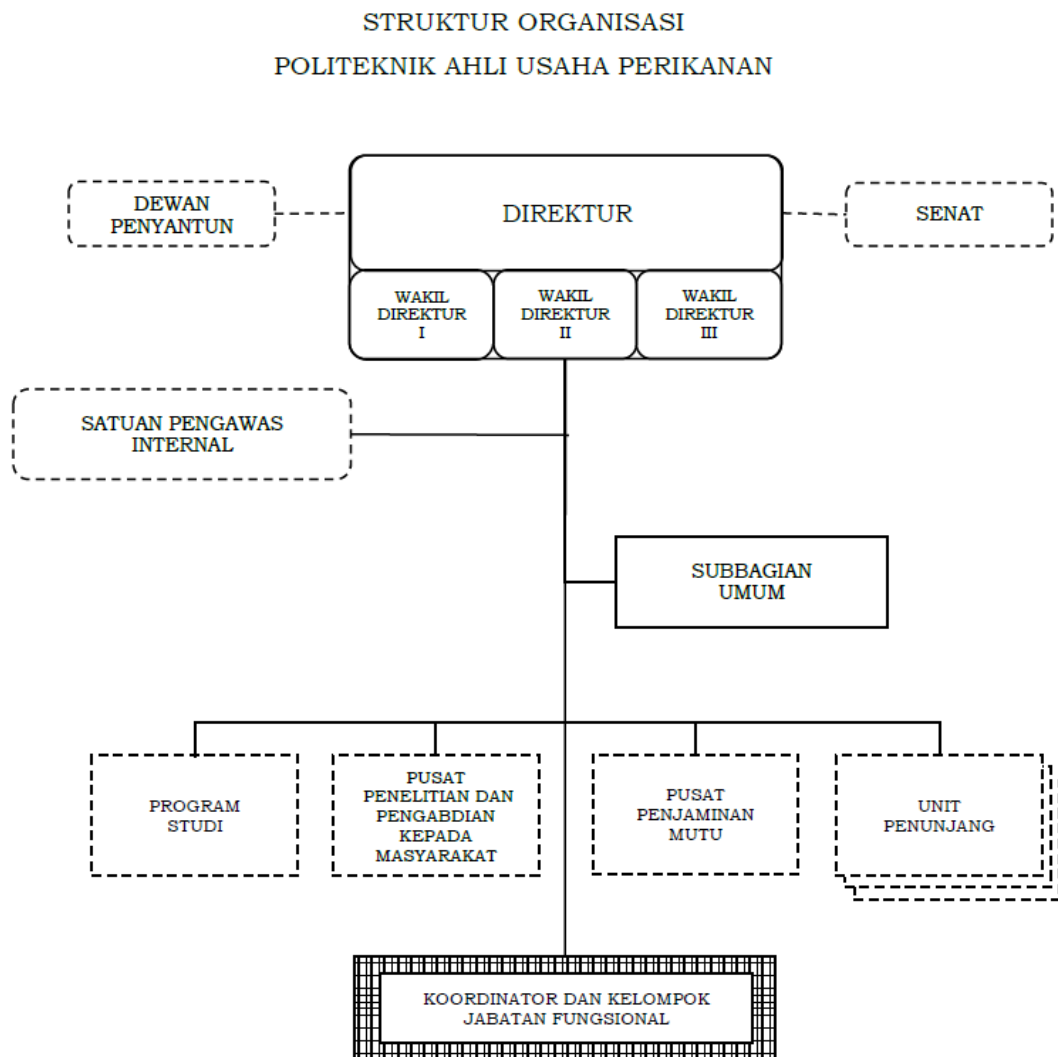 STRUKTUR ORGANISASI
POLITEKNIK AHLI USAHA PERIKANAN
DEWAN
PENYANTUN
DIREKTUR
SENAT
WAKIL
DIREKTUR
I
WAKIL
DIREKTUR
II
WAKIL
DIREKTUR
III
SATUAN PENGAWAS
INTERNAL
SUBBAGIAN
UMUM
PROGRAM
STUDI
PUSAT
PENELITIAN DAN
PENGABDIAN
KEPADA
MASYARAKAT
PUSAT
PENJAMINAN
MUTU
UNIT
PENUNJANG
KOORDINATOR DAN KELOMPOK
JABATAN FUNGSIONAL